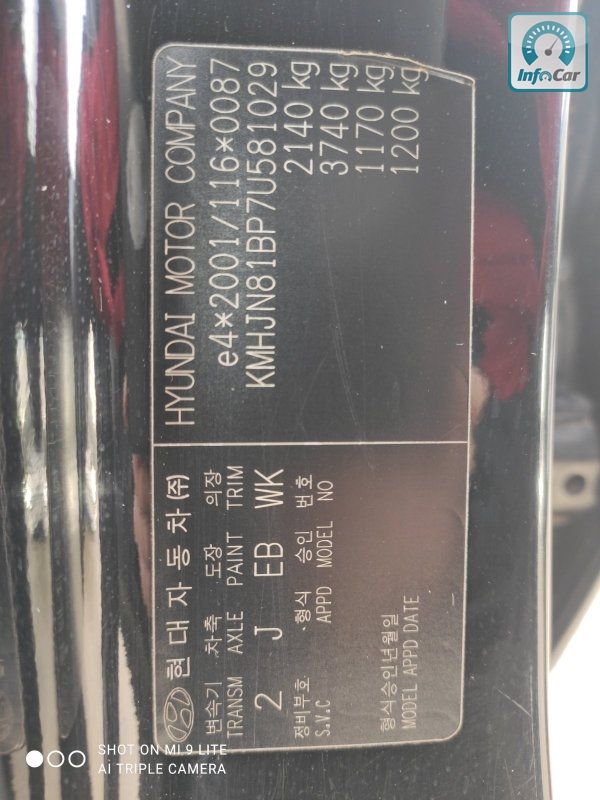 InfoCar
현대자동차(주)
HYUNDAI MOTOR COMPANY
변속기 차축 도장 의장
TRANSM AXLE PAINT TRIM
2 J EB WK
e4*2001/116*0087
KMHJN81BP7U581029
2140 kg
3740 kg
1170 kg
1200 kg
정비부호 형식 승인 번호
S.V.C APPD MODEL NO
형식승인년월일
MODEL APPD DATE
SHOT ON MI 9 LITE
AI TRIPLE CAMERA